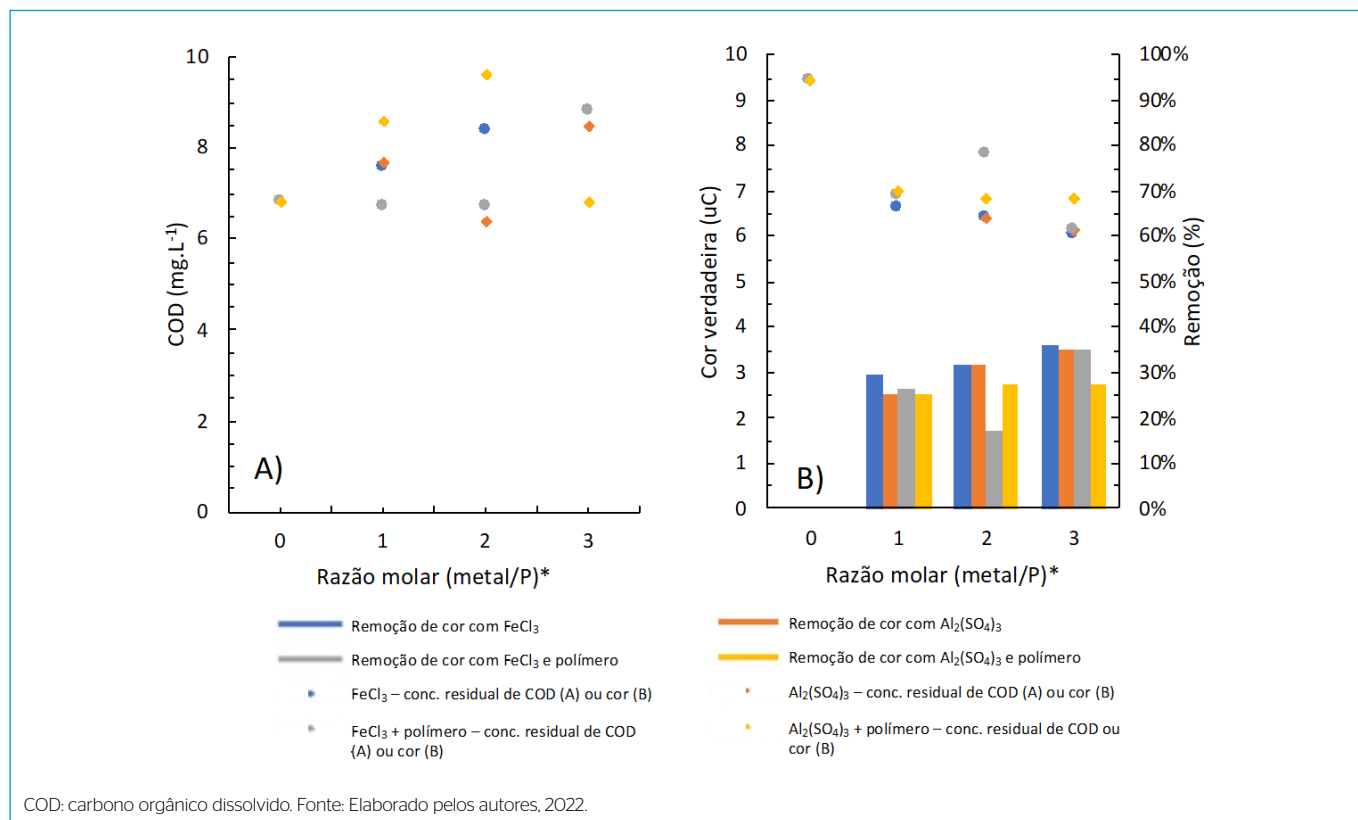 10
8
6
4
2
0
COD (mg.L-1)
A)
0 1 2 3
Razão molar (metal/P)*
10
9
8
7
6
5
4
3
2
1
0
Cor verdadeira (uC)
100%
90%
80%
70%
60%
50%
40%
30%
20%
10%
0%
Remoção (%)
B)
0 1 2 3
Razão molar (metal/P)*
Remoção de cor com FeCl3
Remoção de cor com FeCl3 e polímero
FeCl3 – conc. residual de COD (A) ou cor (B)
FeCl3 + polímero – conc. residual de COD
(A) ou cor (B)
Remoção de cor com Al2(SO4)3
Remoção de cor com Al2(SO4)3 e polímero
Al2(SO4)3 – conc. residual de COD (A) ou cor (B)
Al2(SO4)3 + polímero – conc. residual de COD ou
cor (B)
COD: carbono orgânico dissolvido. Fonte: Elaborado pelos autores, 2022.